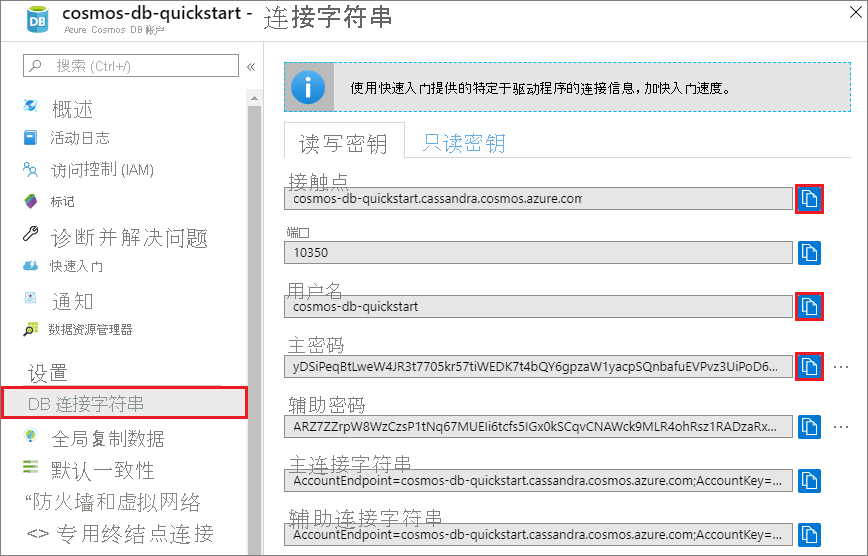 cosmos-db-quickstart - 连接字符串
Azure Cosmos DB 帐户
搜索 (Ctrl+/)
概述
活动日志
访问控制 (IAM)
标记
诊断并解决问题
快速入门
通知
数据资源管理器
设置
DB 连接字符串
全局复制数据
默认一致性
“防火墙和虚拟网络
<> 专用终结点连接
使用快速入门提供的特定于驱动程序的连接信息，加快入门速度。
读写密钥
只读密钥
接触点
cosmos-db-quickstart.cassandra.cosmos.azure.com
端口
10350
用户名
cosmos-db-quickstart
主密码
yDSiPeqBtLweW4JR3t7705kr57tiWEDK7t4bQY6gpzaW1yacpSQnbafuEVPvz3UiPoD6...
辅助密码
ARZ7ZZrpW8WzCzsP1tNq67MUEIi6tcfs5IGx0kSCqvCNAWck9MLR4ohRsz1RADzaRx...
主连接字符串
AccountEndpoint=cosmos-db-quickstart.cassandra.cosmos.azure.com;AccountKey=...
辅助连接字符串
AccountEndpoint=cosmos-db-quickstart.cassandra.cosmos.azure.com;AccountKey=...